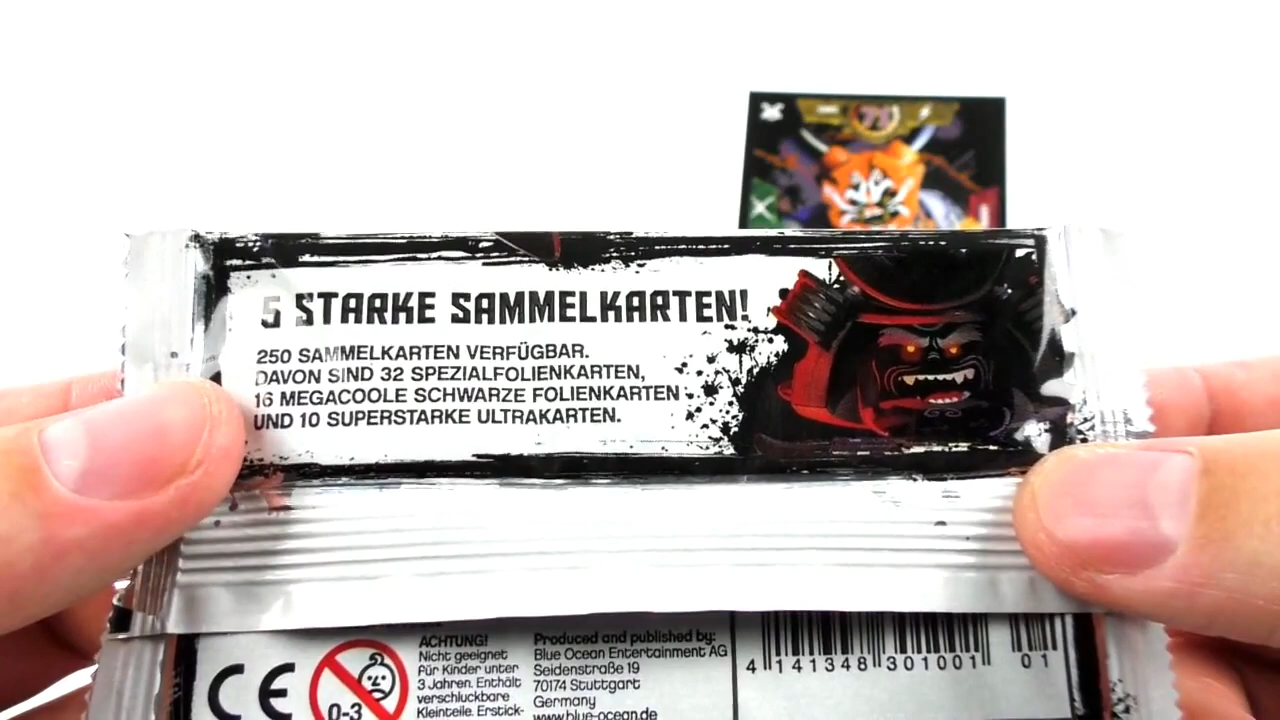 71
5 STARKE SAMMELKARTEN!
250 SAMMELKARTEN VERFÜGBAR.
DAVON SIND 32 SPEZIALFOLIENKARTEN,
16 MEGACOOLE SCHWARZE FOLIENKARTEN
UND 10 SUPERSTARKE ULTRAKARTEN.
CE
0-3
ACHTUNG!
Nicht geeignet
für Kinder unter
3 Jahren. Enthält
verschluckbare
Kleinteile. Erstick-
Produced and published by:
Blue Ocean Entertainment AG
Seidenstraße 19
70174 Stuttgart
Germany
www.blue-ocean.de
4 141348 301001 01